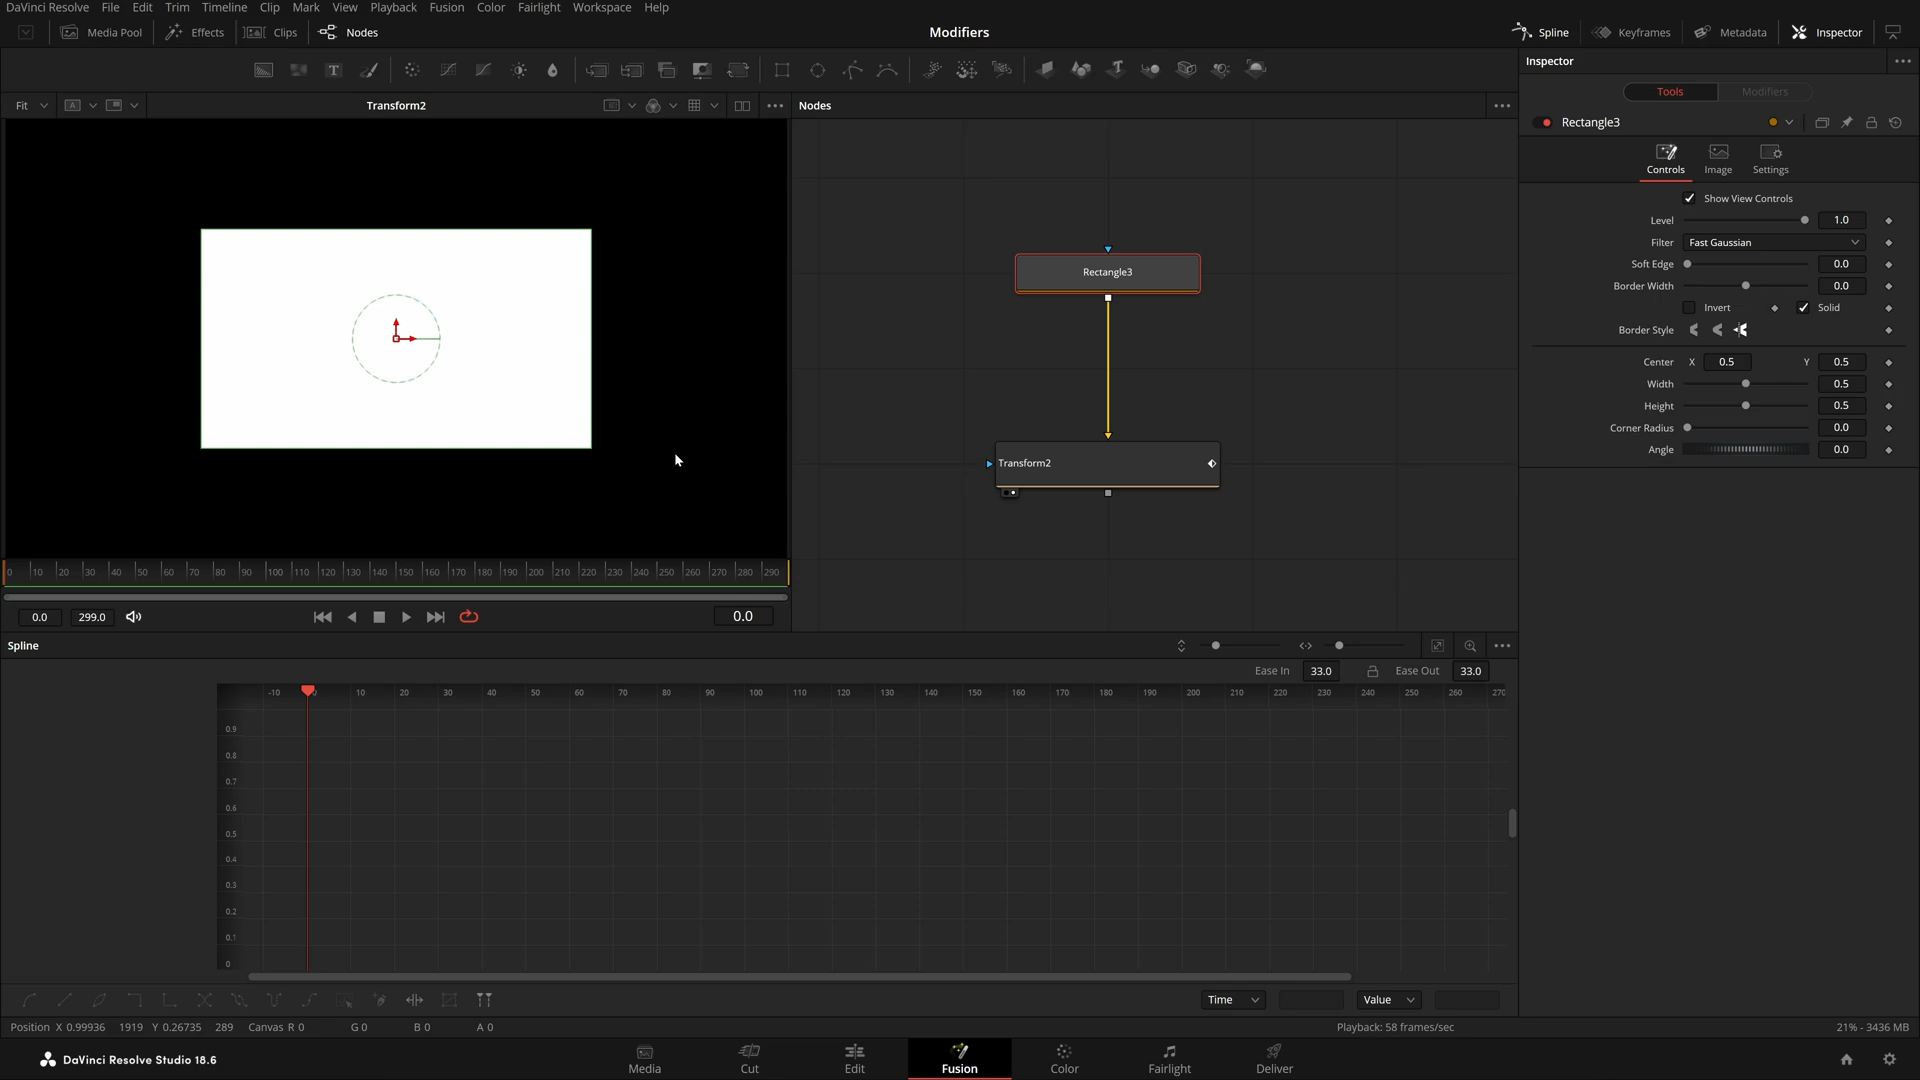 DaVinci Resolve File Edit Trim Timeline Clip Mark View Playback Fusion Color Fairlight Workspace Help
Media Pool Effects Clips Nodes Modifiers Spline Keyframes Metadata Inspector
Inspector
Tools Modifiers
Fit A Transform2 Nodes
Rectangle3
Controls Image Settings
Show View Controls
Level 1.0
Filter Fast Gaussian
Soft Edge 0.0
Border Width 0.0
Invert Solid
Border Style
Center X 0.5 Y 0.5
Width 0.5
Height 0.5
Corner Radius 0.0
Angle 0.0
Rectangle3
Transform2
0 10 20 30 40 50 60 70 80 90 100 110 120 130 140 150 160 170 180 190 200 210 220 230 240 250 260 270 280 290
0.0 299.0 0.0
Spline
Ease In 33.0 Ease Out 33.0
-10 0 10 20 30 40 50 60 70 80 90 100 110 120 130 140 150 160 170 180 190 200 210 220 230 240 250 260 270
0.9
0.8
0.7
0.6
0.5
0.4
0.3
0.2
0.1
0
Time Value
Position X 0.99936 1919 Y 0.26735 289 Canvas R 0 G 0 B 0 A 0 Playback: 58 frames/sec 21% - 3436 MB
DaVinci Resolve Studio 18.6 Media Cut Edit Fusion Color Fairlight Deliver